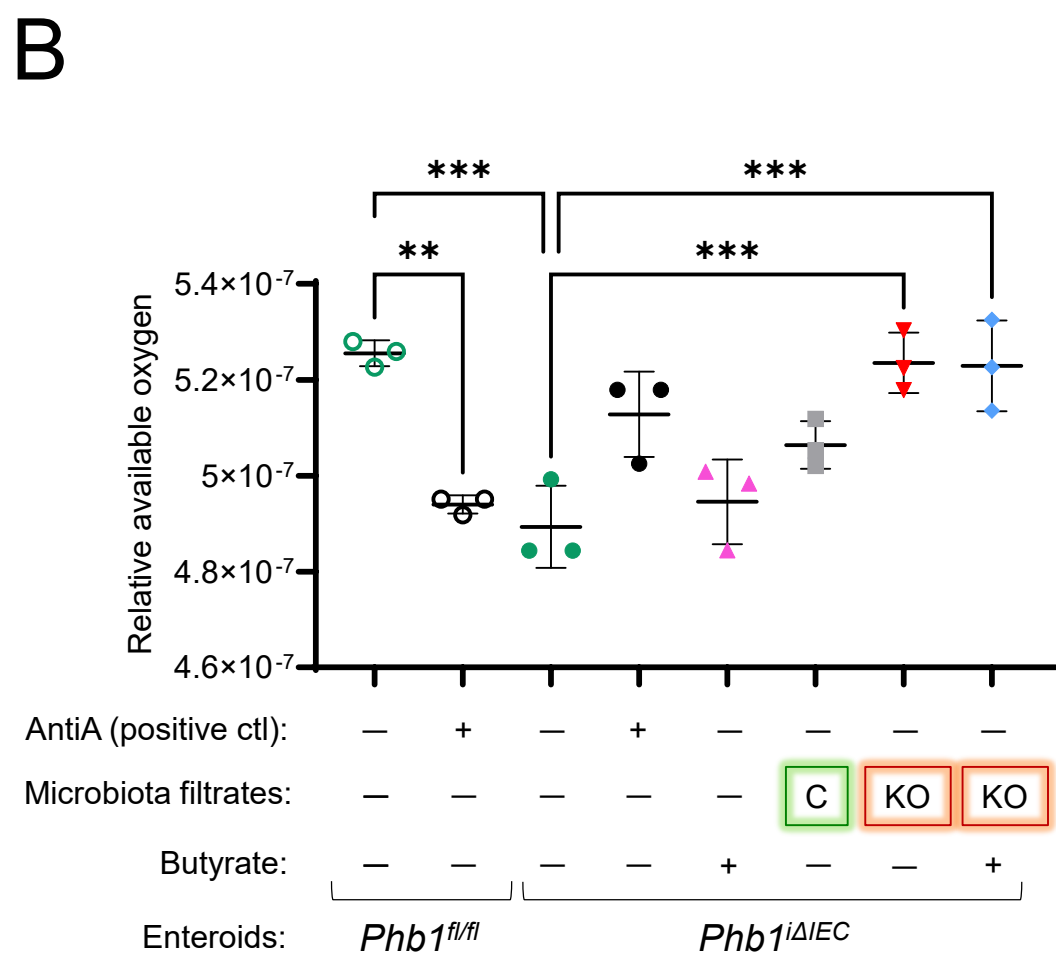 B
*** ***
** ***
Relative available oxygen
5.4×10⁻⁷
5.2×10⁻⁷
5×10⁻⁷
4.8×10⁻⁷
4.6×10⁻⁷
AntiA (positive ctl): — + — + — — — —
Microbiota filtrates: — — — — — C KO KO
Butyrate: — — — — + — — +
Enteroids: Phb1fl/fl Phb1iΔIEC